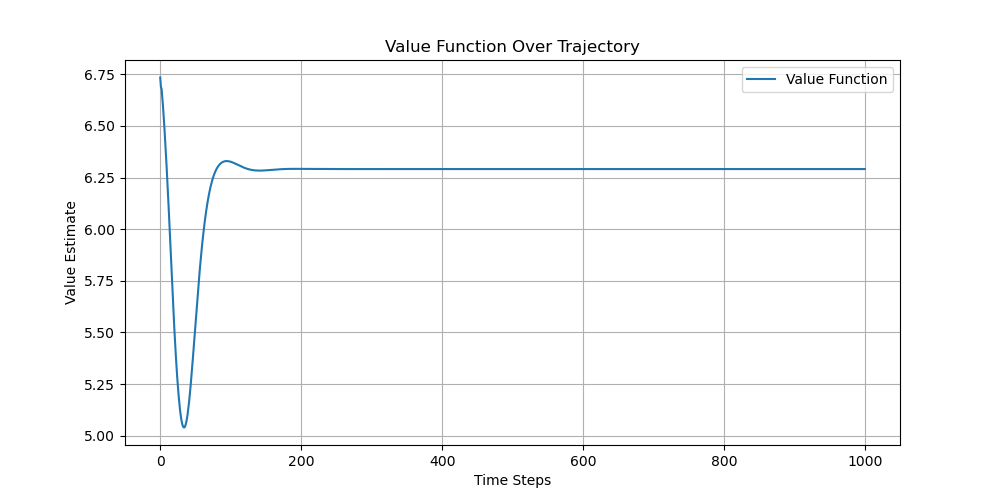 Value Function Over Trajectory
Value Function
6.75
6.50
6.25
6.00
5.75
5.50
5.25
5.00
Value Estimate
0 200 400 600 800 1000
Time Steps